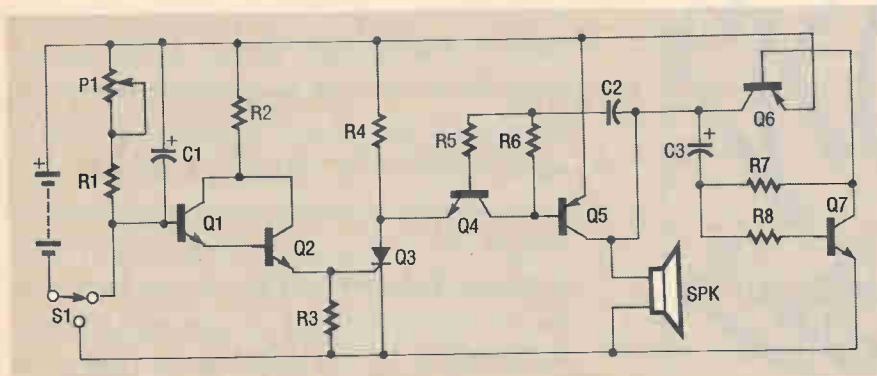 P1
R1
C1
R2
Q1
Q2
R3
R4
Q3
R5
R6
Q4
Q5
C2
SPK
Q6
C3
R7
R8
Q7
S1
+
+
+